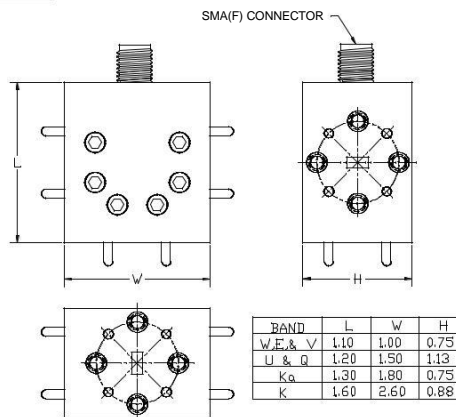 SMA(F) CONNECTOR
L
W
H
BAND L W H
W,E,& V 1.10 1.00 0.75
U & Q 1.20 1.50 1.13
Ka 1.30 1.80 0.75
K 1.60 2.60 0.88